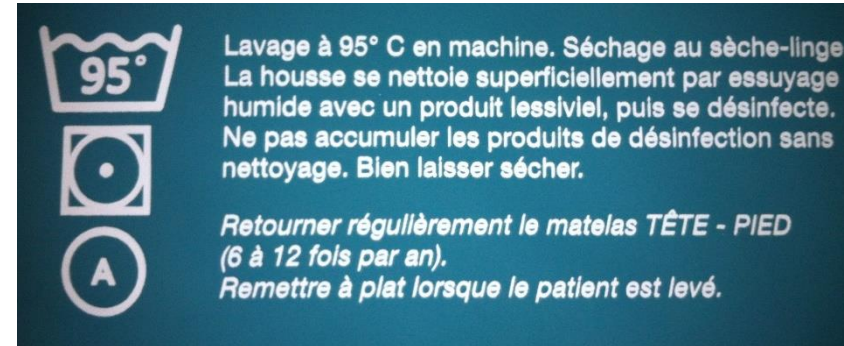 95°
Lavage à 95° C en machine. Séchage au sèche-linge
La housse se nettoie superficiellement par essuyage
humide avec un produit lessiviel, puis se désinfecte.
Ne pas accumuler les produits de désinfection sans
nettoyage. Bien laisser sécher.
A
Retourner régulièrement le matelas TÊTE - PIED
(6 à 12 fois par an).
Remettre à plat lorsque le patient est levé.